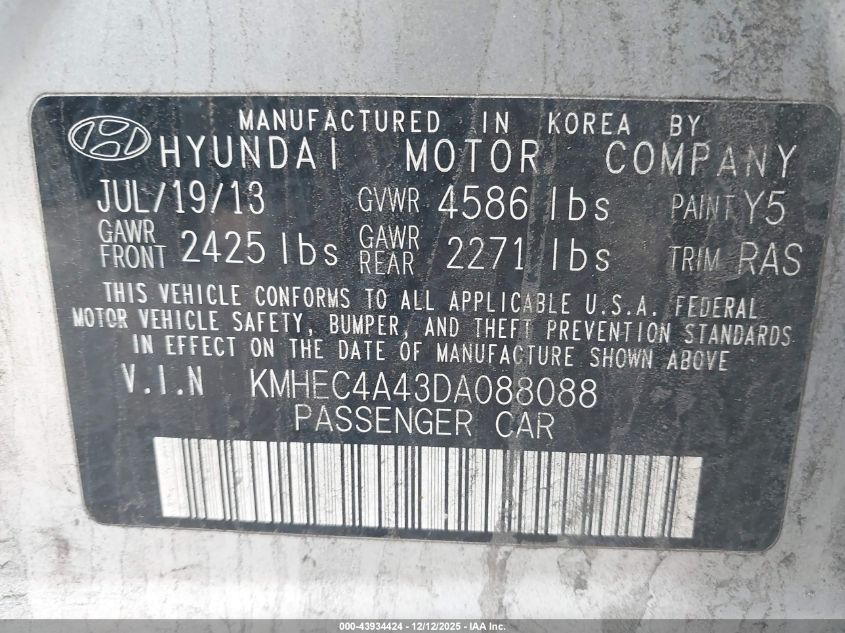 MANUFACTURED IN KOREA BY
HYUNDAI MOTOR COMPANY
JUL/19/13 GVWR 4586 lbs PAINT Y5
GAWR FRONT 2425 lbs GAWR REAR 2271 lbs TRIM RAS
THIS VEHICLE CONFORMS TO ALL APPLICABLE U.S.A. FEDERAL
MOTOR VEHICLE SAFETY, BUMPER, AND THEFT PREVENTION STANDARDS
IN EFFECT ON THE DATE OF MANUFACTURE SHOWN ABOVE.
V.I.N KMHEC4A43DA088088
PASSENGER CAR
000-43934424 - 12/12/2025 - IAA Inc.